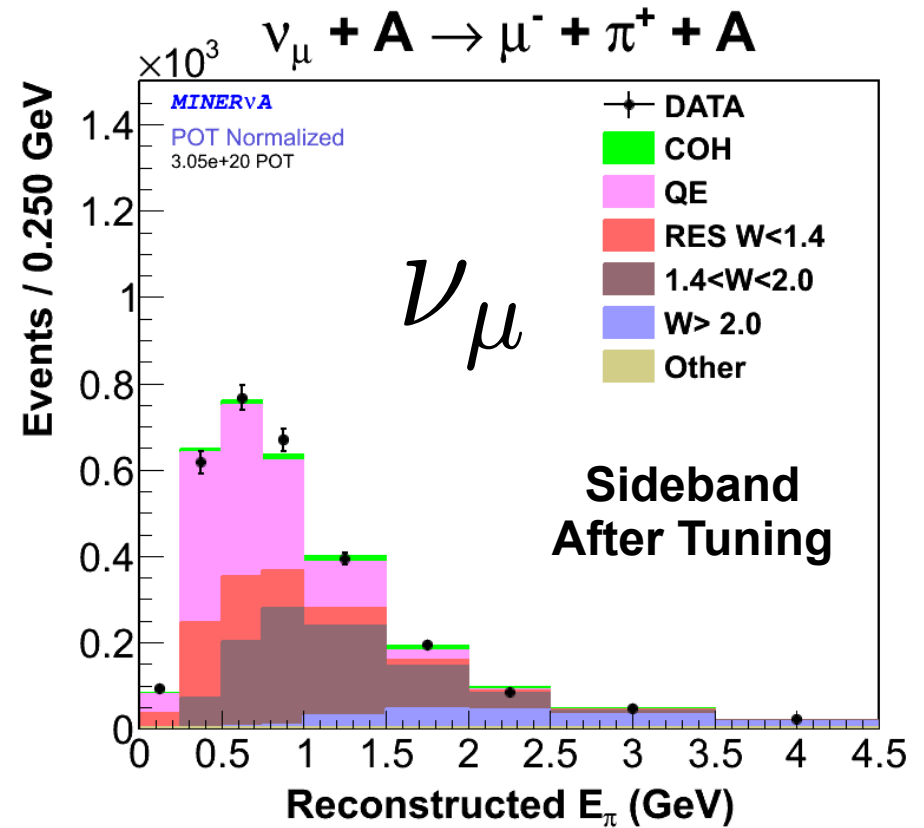 νμ + A → μ- + π+ + A
×10³
MINERνA
POT Normalized
3.05e+20 POT
DATA
COH
QE
RES W<1.4
1.4<W<2.0
W> 2.0
Other
νμ
Sideband
After Tuning
Events / 0.250 GeV
1.4
1.2
1
0.8
0.6
0.4
0.2
0
0 0.5 1 1.5 2 2.5 3 3.5 4 4.5
Reconstructed Eπ (GeV)